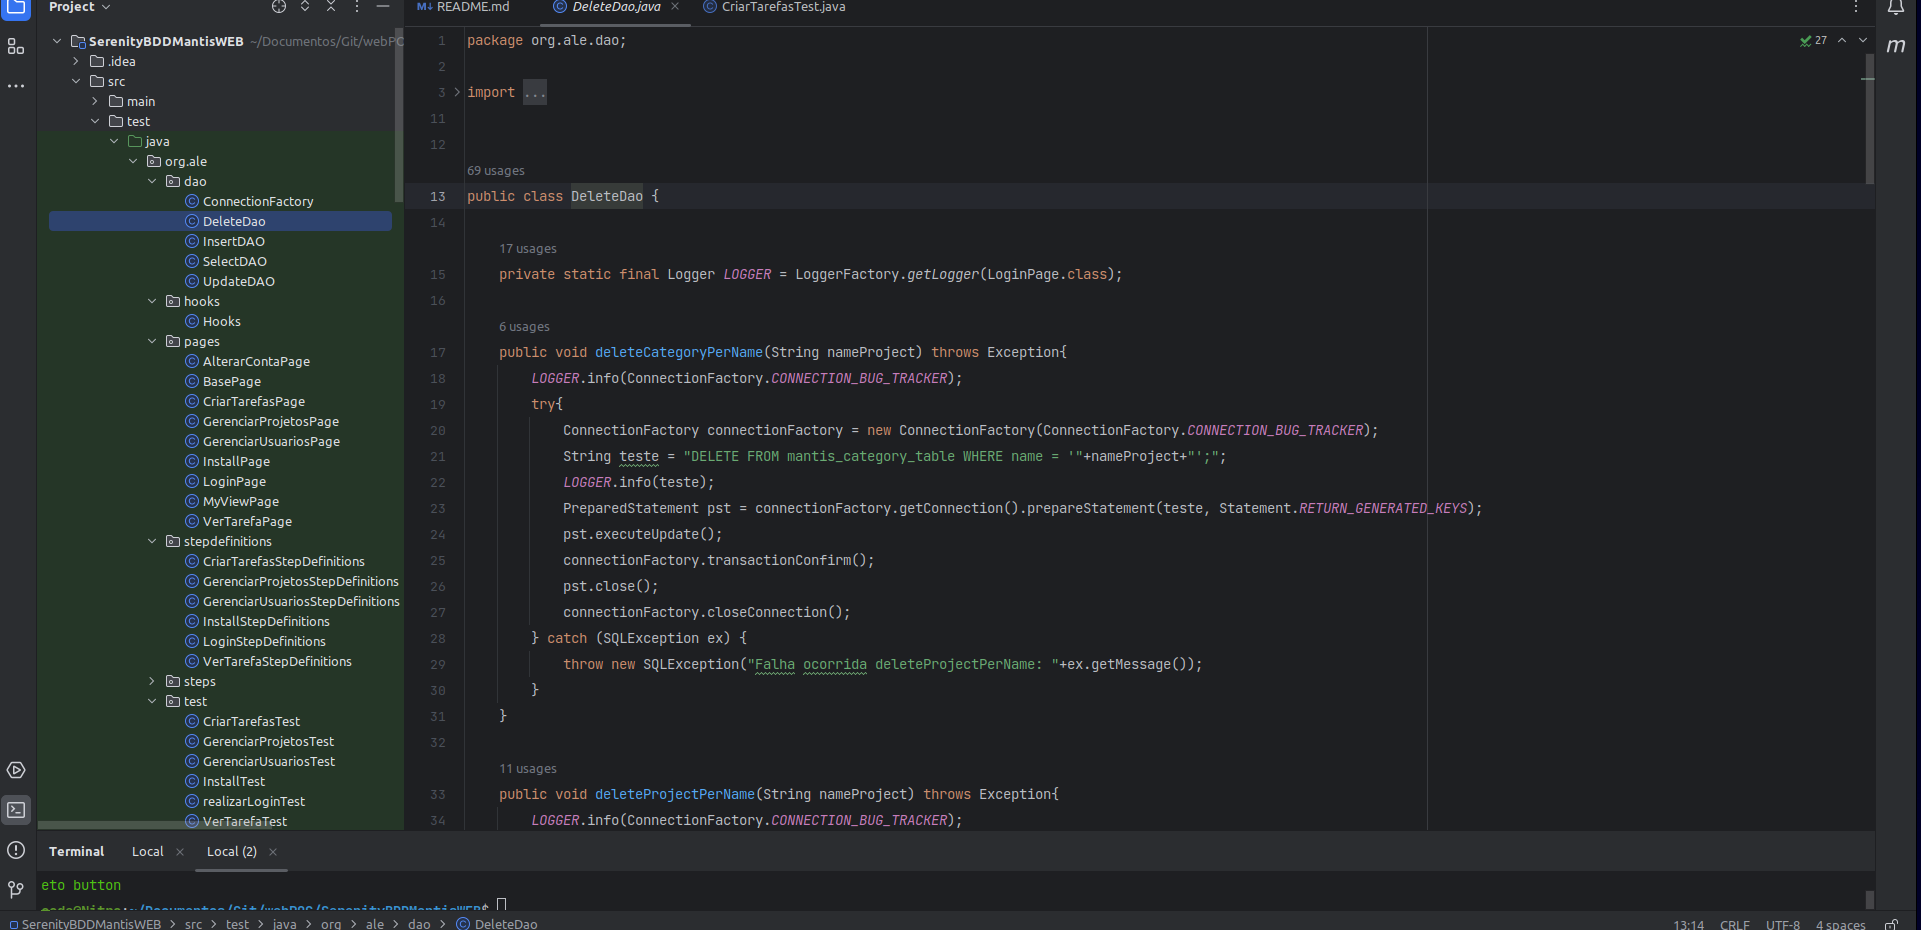 Project
README.md
DeleteDao.java
CriarTarefasTest.java
SerenityBDDMantisWEB ~/Documentos/Git/webPO
.idea
src
main
test
java
org.ale
dao
ConnectionFactory
DeleteDao
InsertDAO
SelectDAO
UpdateDAO
hooks
Hooks
pages
AlterarContaPage
BasePage
CriarTarefasPage
GerenciarProjetosPage
GerenciarUsuariosPage
InstallPage
LoginPage
MyViewPage
VerTarefaPage
stepdefinitions
CriarTarefasStepDefinitions
GerenciarProjetosStepDefinitions
GerenciarUsuariosStepDefinitions
InstallStepDefinitions
LoginStepDefinitions
VerTarefaStepDefinitions
steps
test
CriarTarefasTest
GerenciarProjetosTest
GerenciarUsuariosTest
InstallTest
realizarLoginTest
VerTarefaTest
27
1 package org.ale.dao;
2
3 import ...
11
12
69 usages
13 public class DeleteDao {
14
17 usages
15 private static final Logger LOGGER = LoggerFactory.getLogger(LoginPage.class);
16
6 usages
17 public void deleteCategoryPerName(String nameProject) throws Exception{
18 LOGGER.info(ConnectionFactory.CONNECTION_BUG_TRACKER);
19 try{
20 ConnectionFactory connectionFactory = new ConnectionFactory(ConnectionFactory.CONNECTION_BUG_TRACKER);
21 String teste = "DELETE FROM mantis_category_table WHERE name = '"+nameProject+"';";
22 LOGGER.info(teste);
23 PreparedStatement pst = connectionFactory.getConnection().prepareStatement(teste, Statement.RETURN_GENERATED_KEYS);
24 pst.executeUpdate();
25 connectionFactory.transactionConfirm();
26 pst.close();
27 connectionFactory.closeConnection();
28 } catch (SQLException ex) {
29 throw new SQLException("Falha ocorrida deleteProjectPerName: "+ex.getMessage());
30 }
31 }
32
11 usages
33 public void deleteProjectPerName(String nameProject) throws Exception{
34 LOGGER.info(ConnectionFactory.CONNECTION_BUG_TRACKER);
m
Terminal
Local
Local (2)
eto button
:~/Documentos/Git/webPOS/SerenityBDDMantisWEB$
SerenityBDDMantisWEB > src > test > java > org > ale > dao > DeleteDao
13:14 CRLF UTF-8 4 spaces